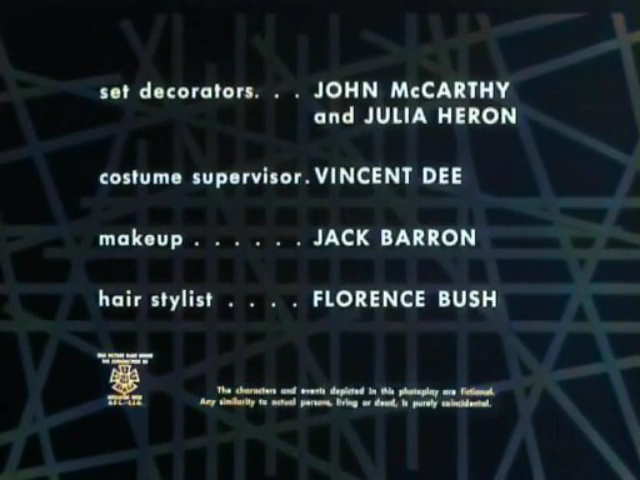 set decorators. . . JOHN McCARTHY
and JULIA HERON
costume supervisor. VINCENT DEE
makeup . . . . . . JACK BARRON
hair stylist . . . . FLORENCE BUSH
The characters and events depicted in this photoplay are fictional.
Any similarity to actual persons, living or dead, is purely coincidental.